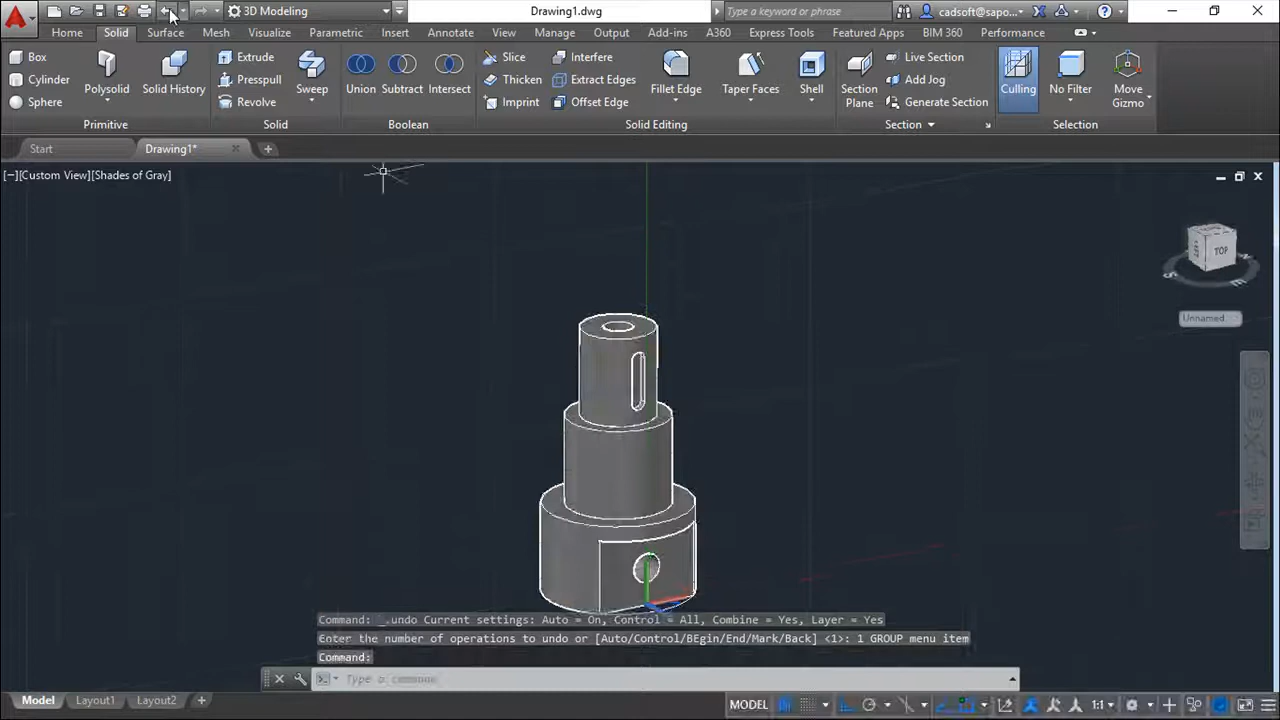 3D Modeling Drawing1.dwg Type a keyword or phrase cadsoft@sapo...
Home Solid Surface Mesh Visualize Parametric Insert Annotate View Manage Output Add-ins A360 Express Tools Featured Apps BIM 360 Performance
Box Extrude Slice Interfere Live Section
Cylinder Presspull Thicken Extract Edges Add Jog
Sphere Revolve Imprint Offset Edge Generate Section
Polysolid Solid History Sweep Union Subtract Intersect Fillet Edge Taper Faces Shell Section Plane Culling No Filter Move Gizmo
Primitive Solid Boolean Solid Editing Section Selection
Start Drawing1*
[−][Custom View][Shades of Gray]
TOP
S E
Unnamed
Command: _.undo Current settings: Auto = On, Control = All, Combine = Yes, Layer = Yes
Enter the number of operations to undo or [Auto/Control/BEgin/End/Mark/Back] <1>: 1 GROUP menu item
Command:
Type a command
Model Layout1 Layout2 MODEL 1:1